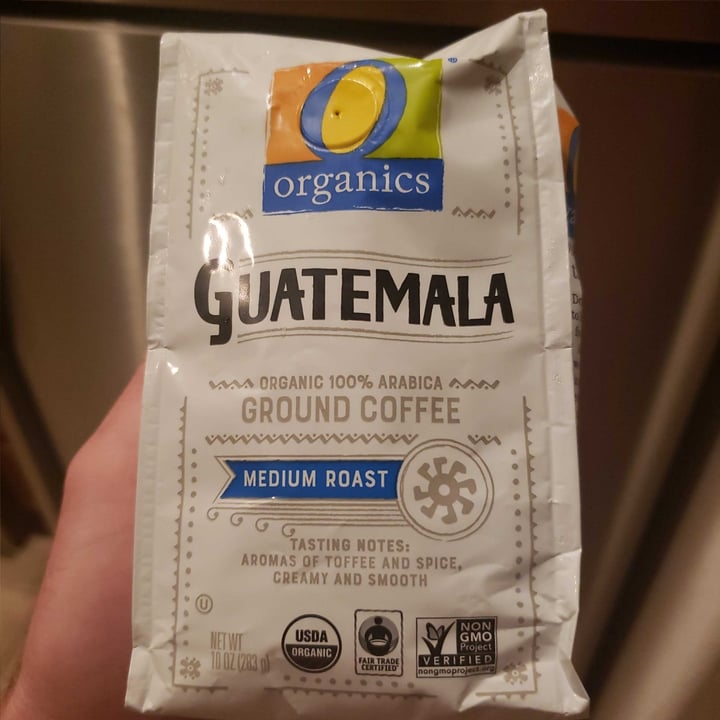 O
®
organics
GUATEMALA
ORGANIC 100% ARABICA
GROUND COFFEE
MEDIUM ROAST
TASTING NOTES:
AROMAS OF TOFFEE AND SPICE,
CREAMY AND SMOOTH
U
NET WT
10 OZ (283 g)
USDA
ORGANIC
FAIR TRADE
CERTIFIED
NON
GMO
Project
VERIFIED
nongmoproject.org